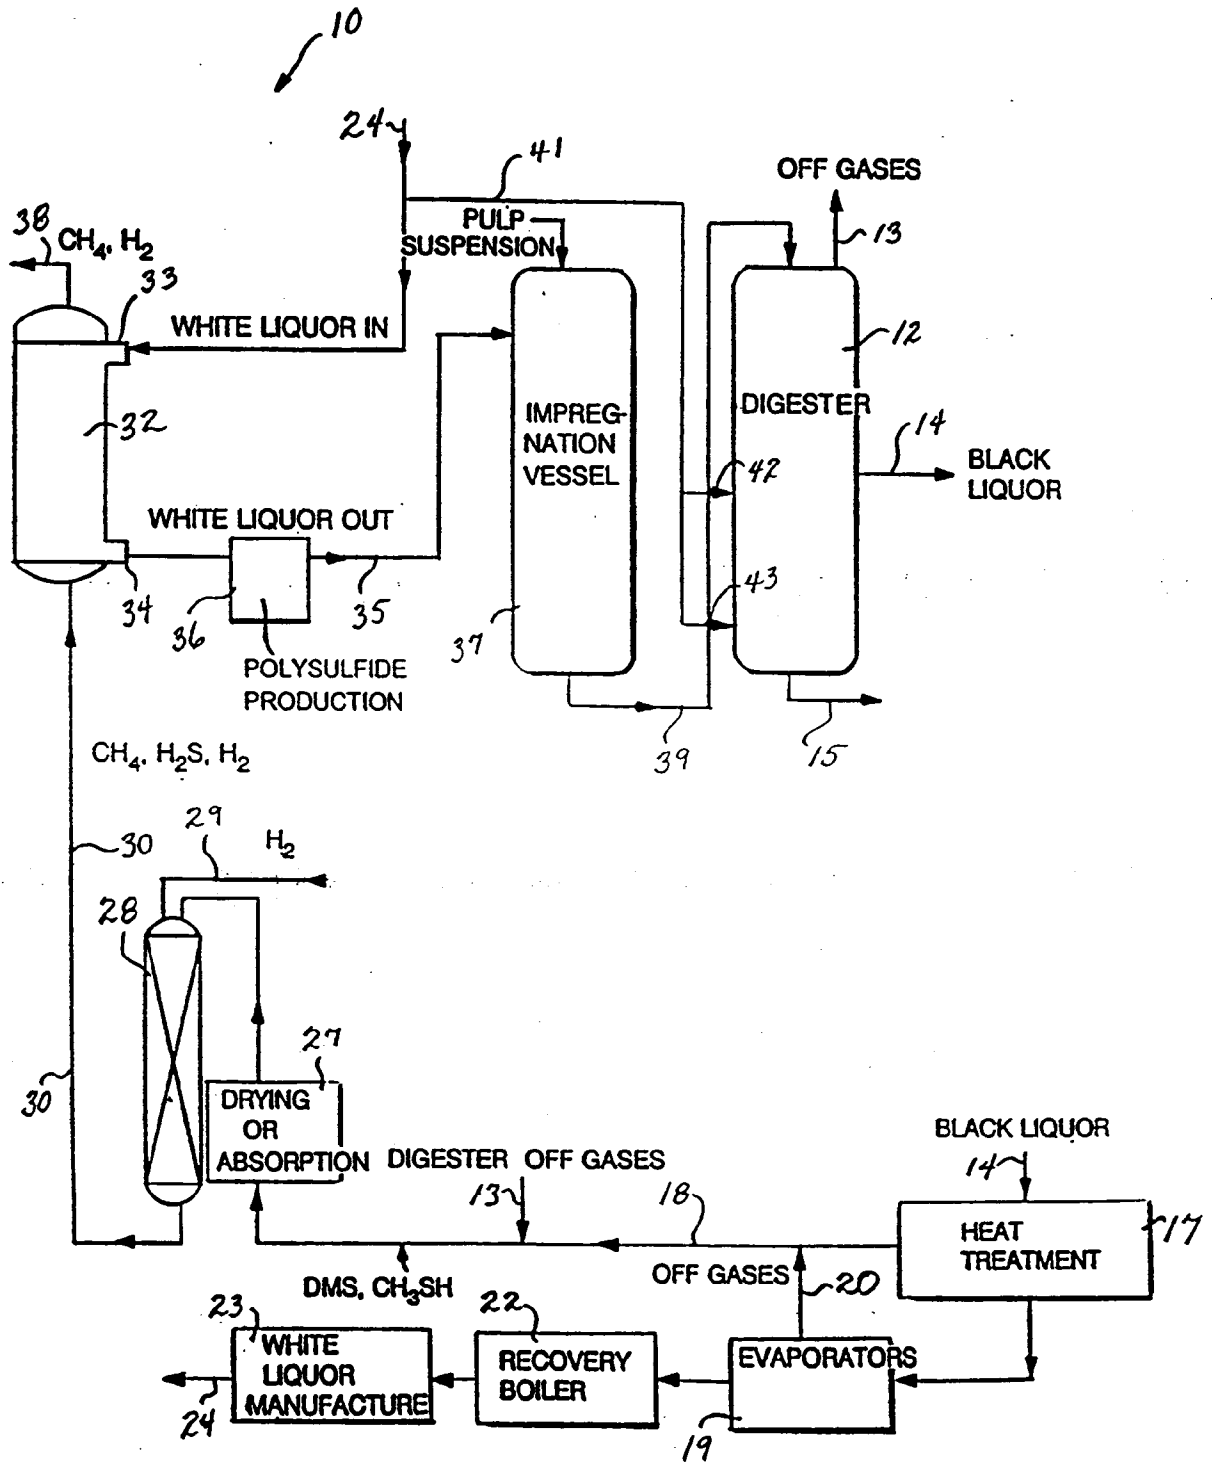 10
24
41
OFF GASES
38
CH4, H2
PULP
SUSPENSION
13
33
WHITE LIQUOR IN
12
32
IMPREG-
NATION
VESSEL
DIGESTER
14
BLACK
LIQUOR
42
WHITE LIQUOR OUT
43
34
36
35
37
POLYSULFIDE
PRODUCTION
39
15
CH4, H2S, H2
29
H2
30
28
27
30
DRYING
OR
ABSORPTION
DIGESTER OFF GASES
BLACK LIQUOR
13
18
14
17
HEAT
TREATMENT
DMS, CH3SH
OFF GASES
20
23
22
WHITE
LIQUOR
MANUFACTURE
RECOVERY
BOILER
EVAPORATORS
24
19